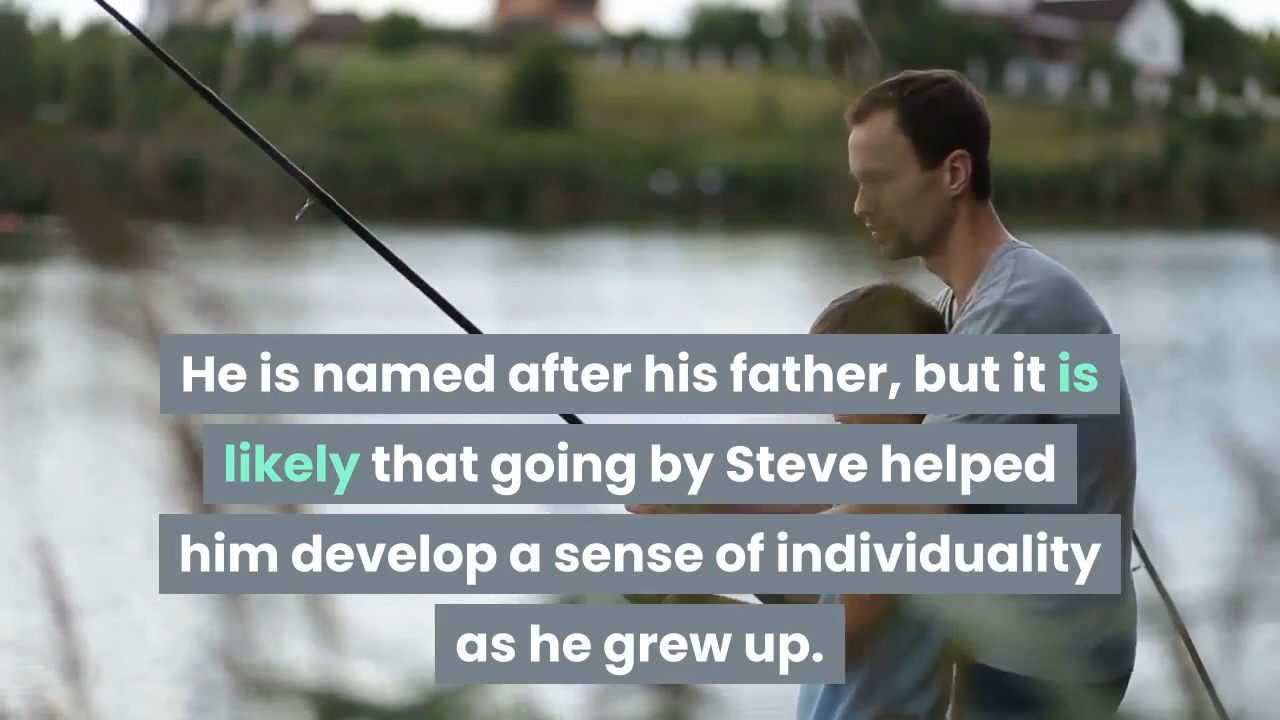 He is named after his father, but it is
likely that going by Steve helped
him develop a sense of individuality
as he grew up.